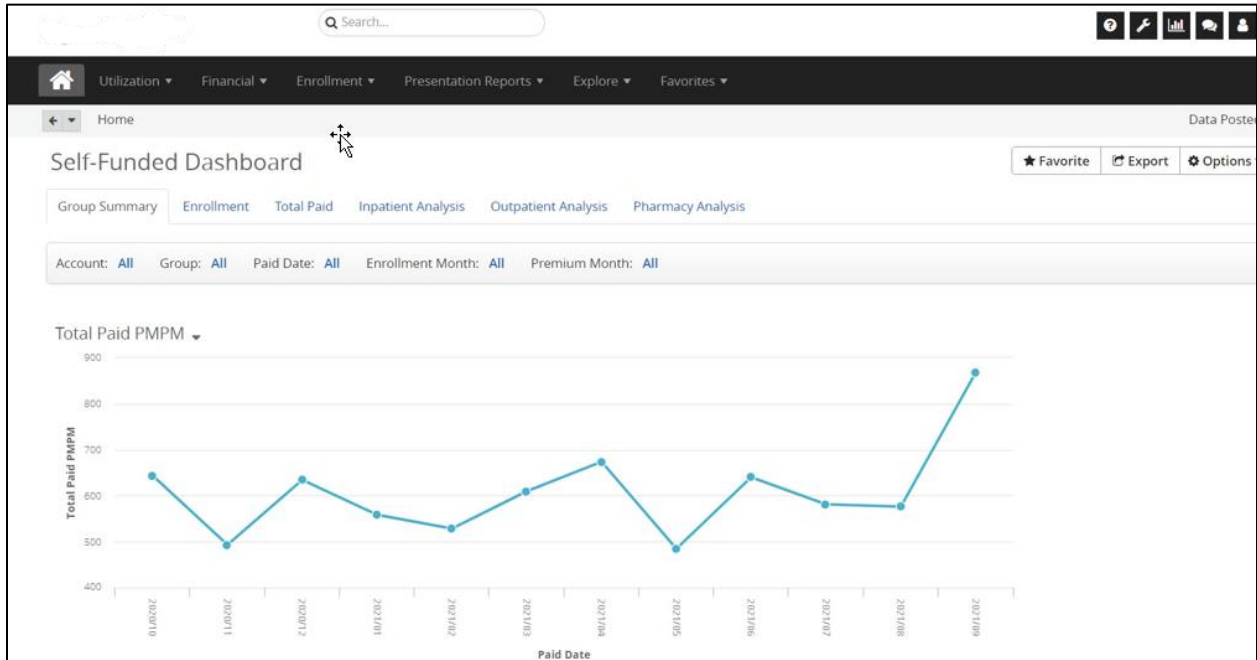 Search...
Utilization Financial Enrollment Presentation Reports Explore Favorites
Home Data Posted
Self-Funded Dashboard Favorite Export Options
Group Summary Enrollment Total Paid Inpatient Analysis Outpatient Analysis Pharmacy Analysis
Account: All Group: All Paid Date: All Enrollment Month: All Premium Month: All
Total Paid PMPM
900
800
700
600
500
400
Total Paid PMPM
2020/10 2020/11 2020/12 2021/01 2021/02 2021/03 2021/04 2021/05 2021/06 2021/07 2021/08 2021/09
Paid Date